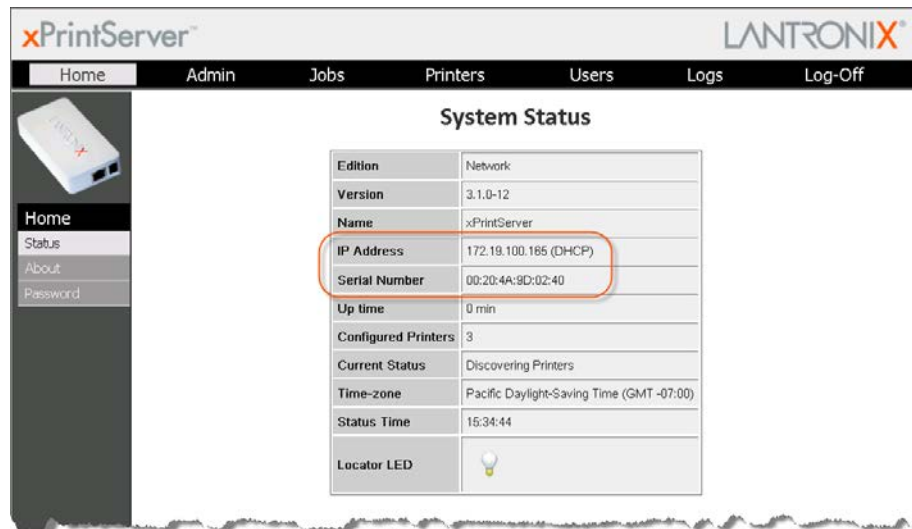 xPrintServer™
LANTRONIX®
Home Admin Jobs Printers Users Logs Log-Off
LANTRONIX
Home
Status
About
Password
System Status
Edition Network
Version 3.1.0-12
Name xPrintServer
IP Address 172.19.100.165 (DHCP)
Serial Number 00:20:4A:9D:02:40
Up time 0 min
Configured Printers 3
Current Status Discovering Printers
Time-zone Pacific Daylight-Saving Time (GMT -07:00)
Status Time 15:34:44
Locator LED